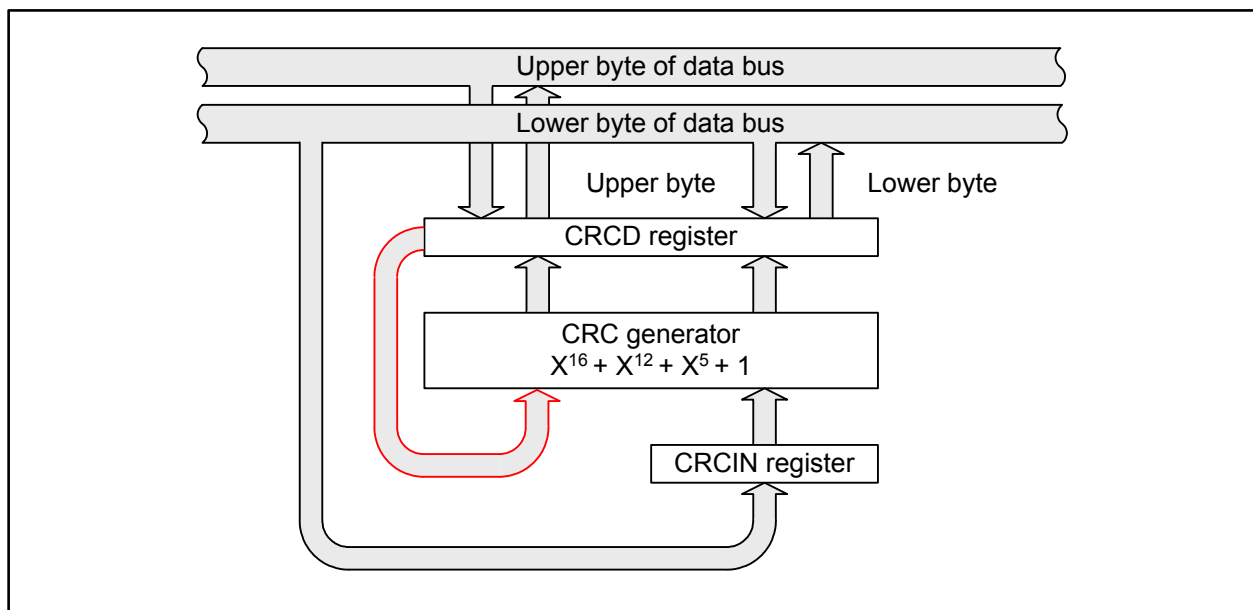 Upper byte of data bus
Lower byte of data bus
Upper byte
Lower byte
CRCD register
CRC generator
X¹⁶ + X¹² + X⁵ + 1
CRCIN register